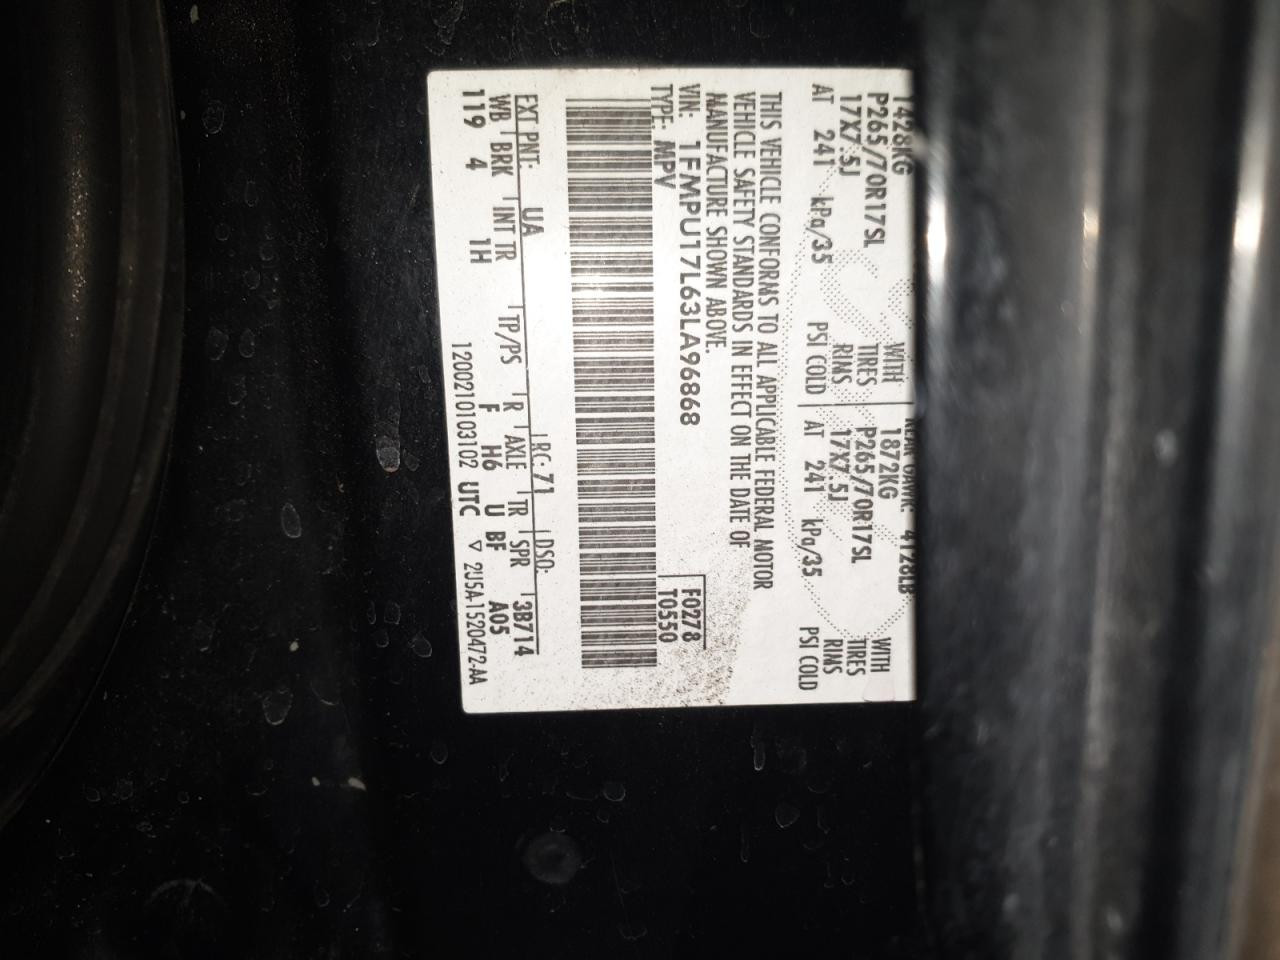 1428KG WITH 1872KG WITH
P265/70R17SL TIRES P265/70R17SL TIRES
17X7.5J RIMS 17X7.5J RIMS
AT 241 kPa/35 PSI COLD AT 241 kPa/35 PSI COLD
THIS VEHICLE CONFORMS TO ALL APPLICABLE FEDERAL MOTOR
VEHICLE SAFETY STANDARDS IN EFFECT ON THE DATE OF
MANUFACTURE SHOWN ABOVE.
VIN: 1FMPU17L63LA96868 F0278
TYPE: MPV T0550
EXT PNT: UA RC: 71 DSO: 3B714
WB BRK INT TR TP/PS R AXLE TR SPR A05
119 4 1H F H6 U BF
1200210103102 UTC ▽ 2U5A-1520472-AA